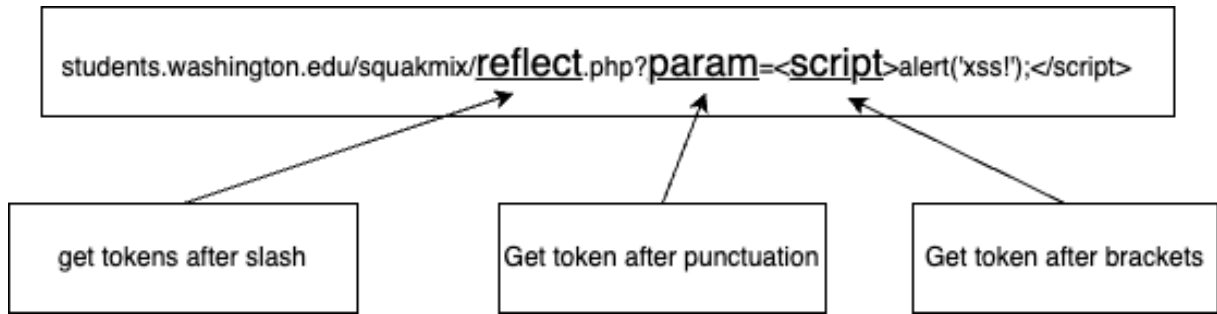 students.washington.edu/squakmix/reflect.php?param=<script>alert('xss!');</script>
get tokens after slash
Get token after punctuation
Get token after brackets